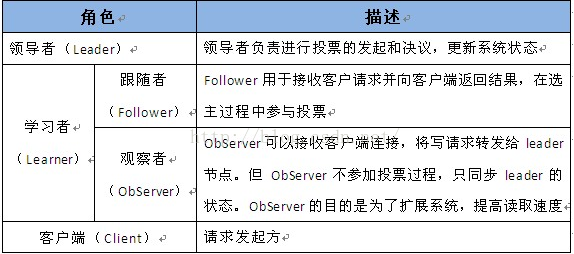 角色
描述
领导者（Leader）
领导者负责进行投票的发起和决议，更新系统状态
学习者
（Learner）
跟随者
（Follower）
Follower 用于接收客户请求并向客户端返回结果，在选
主过程中参与投票
观察者
（ObServer）
ObServer 可以接收客户端连接，将写请求转发给 leader
节点。但 ObServer 不参加投票过程，只同步 leader 的
状态。ObServer 的目的是为了扩展系统，提高读取速度
客户端（Client）
请求发起方